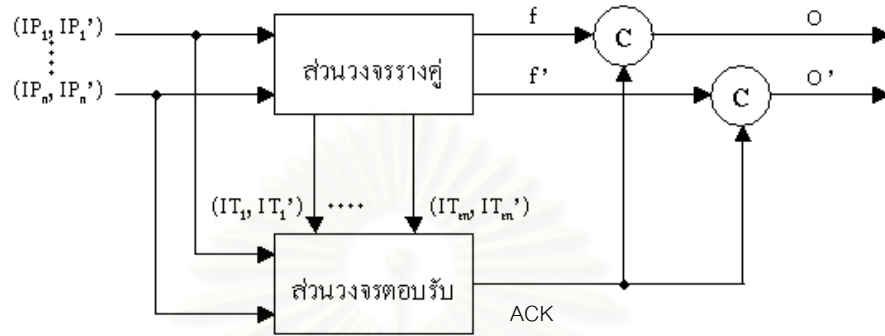 (IP₁, IP₁') f C O
(IPₙ, IPₙ') ส่วนวงจรรางคู่ f' C O'
(IT₁, IT₁') .... (ITₘ, ITₘ')
ส่วนวงจรตอบรับ
ACK